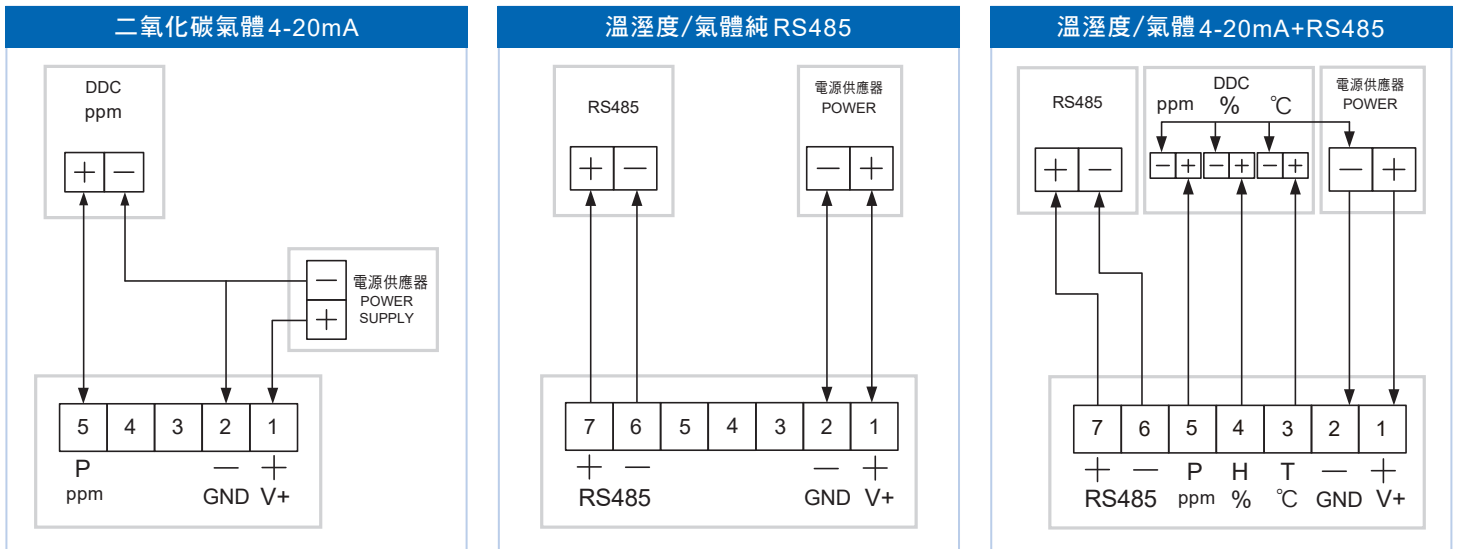 二氧化碳氣體4-20mA
DDC
ppm
+ −
− 電源供應器
POWER
+ SUPPLY
5 4 3 2 1
P − +
ppm GND V+
溫溼度/氣體純RS485
RS485
電源供應器
POWER
+ − − +
7 6 5 4 3 2 1
+ − − +
RS485 GND V+
溫溼度/氣體4-20mA+RS485
RS485
DDC
ppm % ℃
電源供應器
POWER
+ − − + − + − + − +
7 6 5 4 3 2 1
+ − P H T − +
RS485 ppm % ℃ GND V+